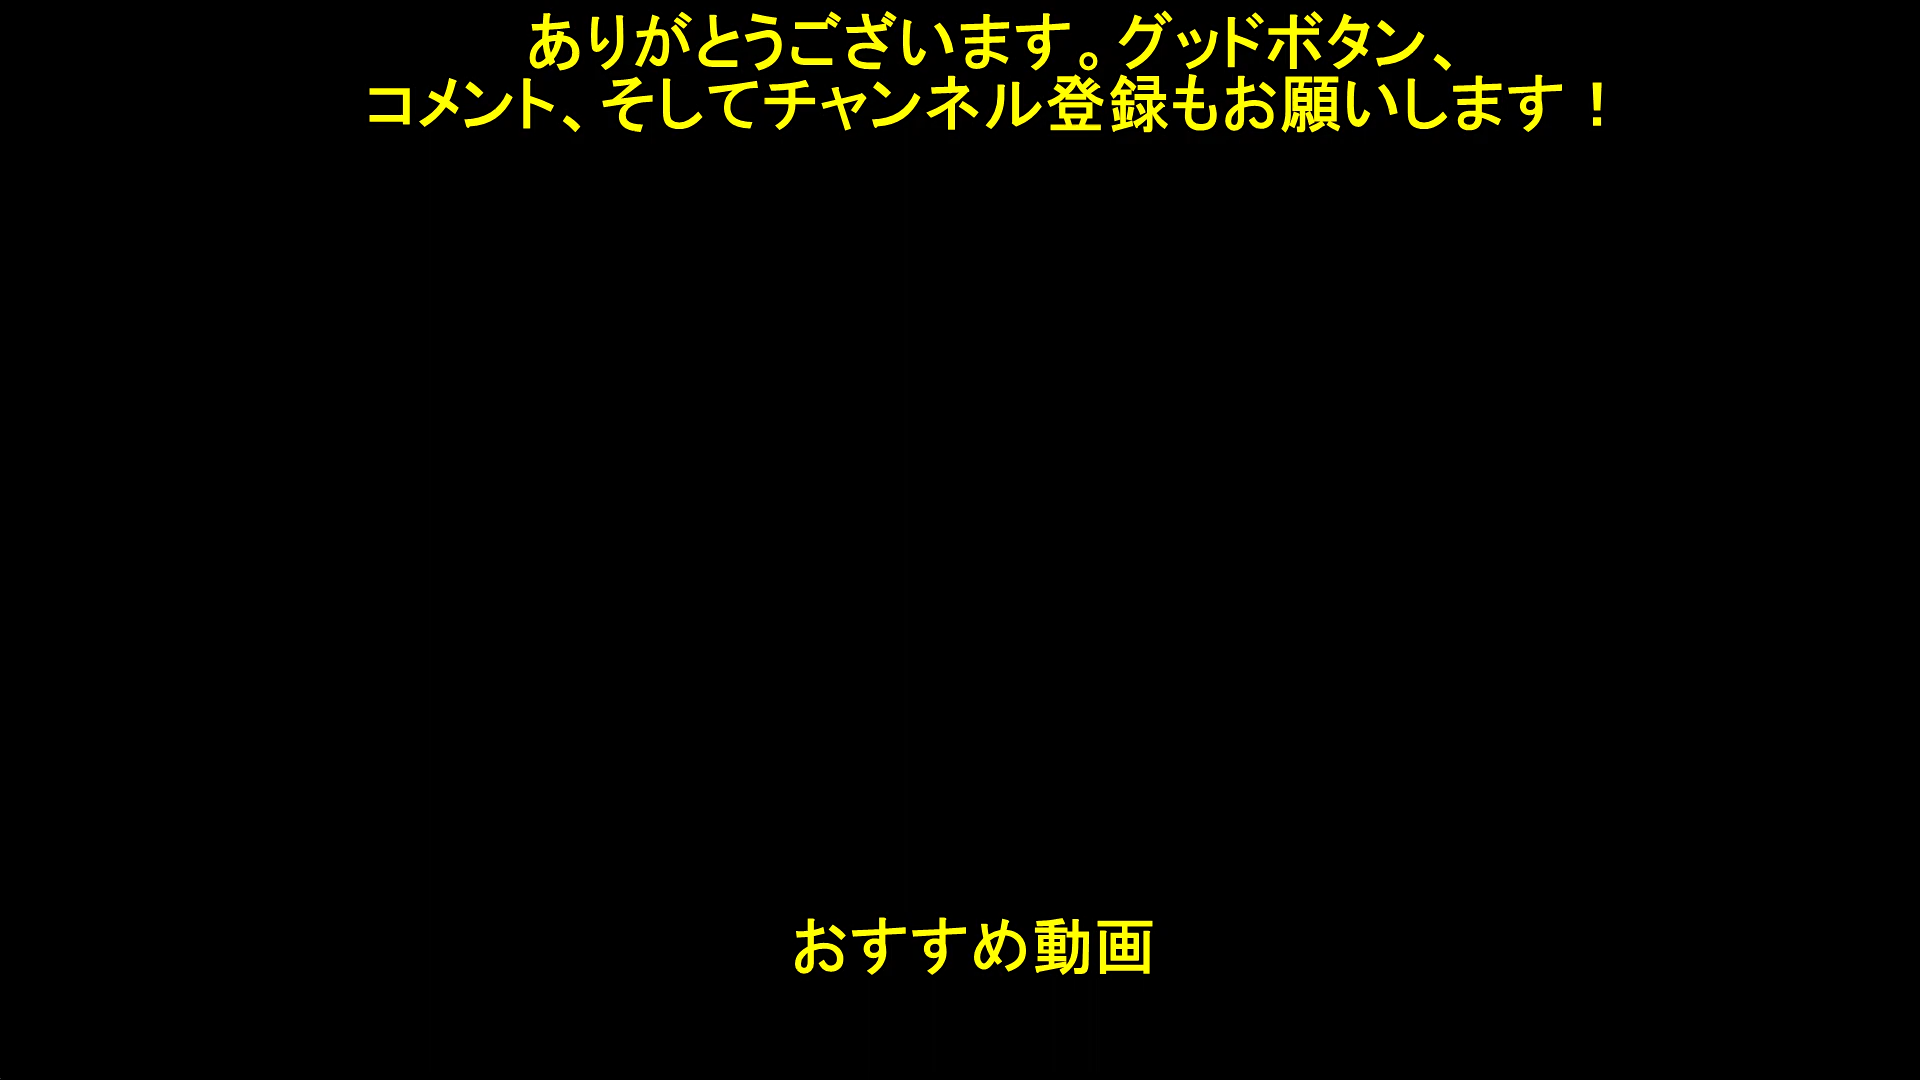 ありがとうございます。グッドボタン、
コメント、そしてチャンネル登録もお願いします！
おすすめ動画